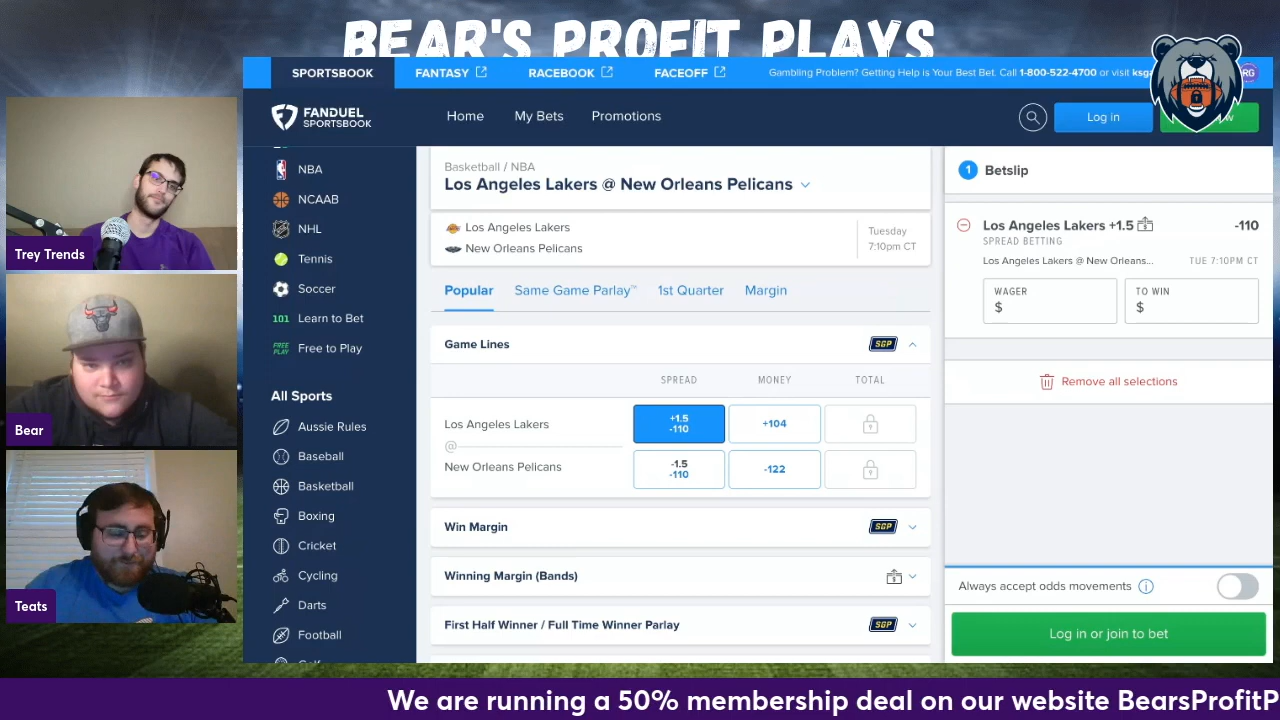 BEAR'S PROFIT PLAYS
SPORTSBOOK FANTASY RACEBOOK FACEOFF Gambling Problem? Getting Help is Your Best Bet. Call 1-800-522-4700 or visit ksga RG
FANDUEL
SPORTSBOOK
Home My Bets Promotions Log in
NBA
NCAAB
NHL
Tennis
Soccer
101 Learn to Bet
FREE PLAY Free to Play
All Sports
Aussie Rules
Baseball
Basketball
Boxing
Cricket
Cycling
Darts
Football
Basketball / NBA
Los Angeles Lakers @ New Orleans Pelicans
Los Angeles Lakers
New Orleans Pelicans
Tuesday
7:10pm CT
Popular Same Game Parlay™ 1st Quarter Margin
Game Lines SGP
SPREAD MONEY TOTAL
Los Angeles Lakers +1.5 -110 +104
@
New Orleans Pelicans -1.5 -110 -122
Win Margin SGP
Winning Margin (Bands)
First Half Winner / Full Time Winner Parlay SGP
1 Betslip
Los Angeles Lakers +1.5 -110
SPREAD BETTING
Los Angeles Lakers @ New Orleans... TUE 7:10PM CT
WAGER TO WIN
$ $
Remove all selections
Always accept odds movements
Log in or join to bet
Trey Trends
Bear
Teats
We are running a 50% membership deal on our website BearsProfitP